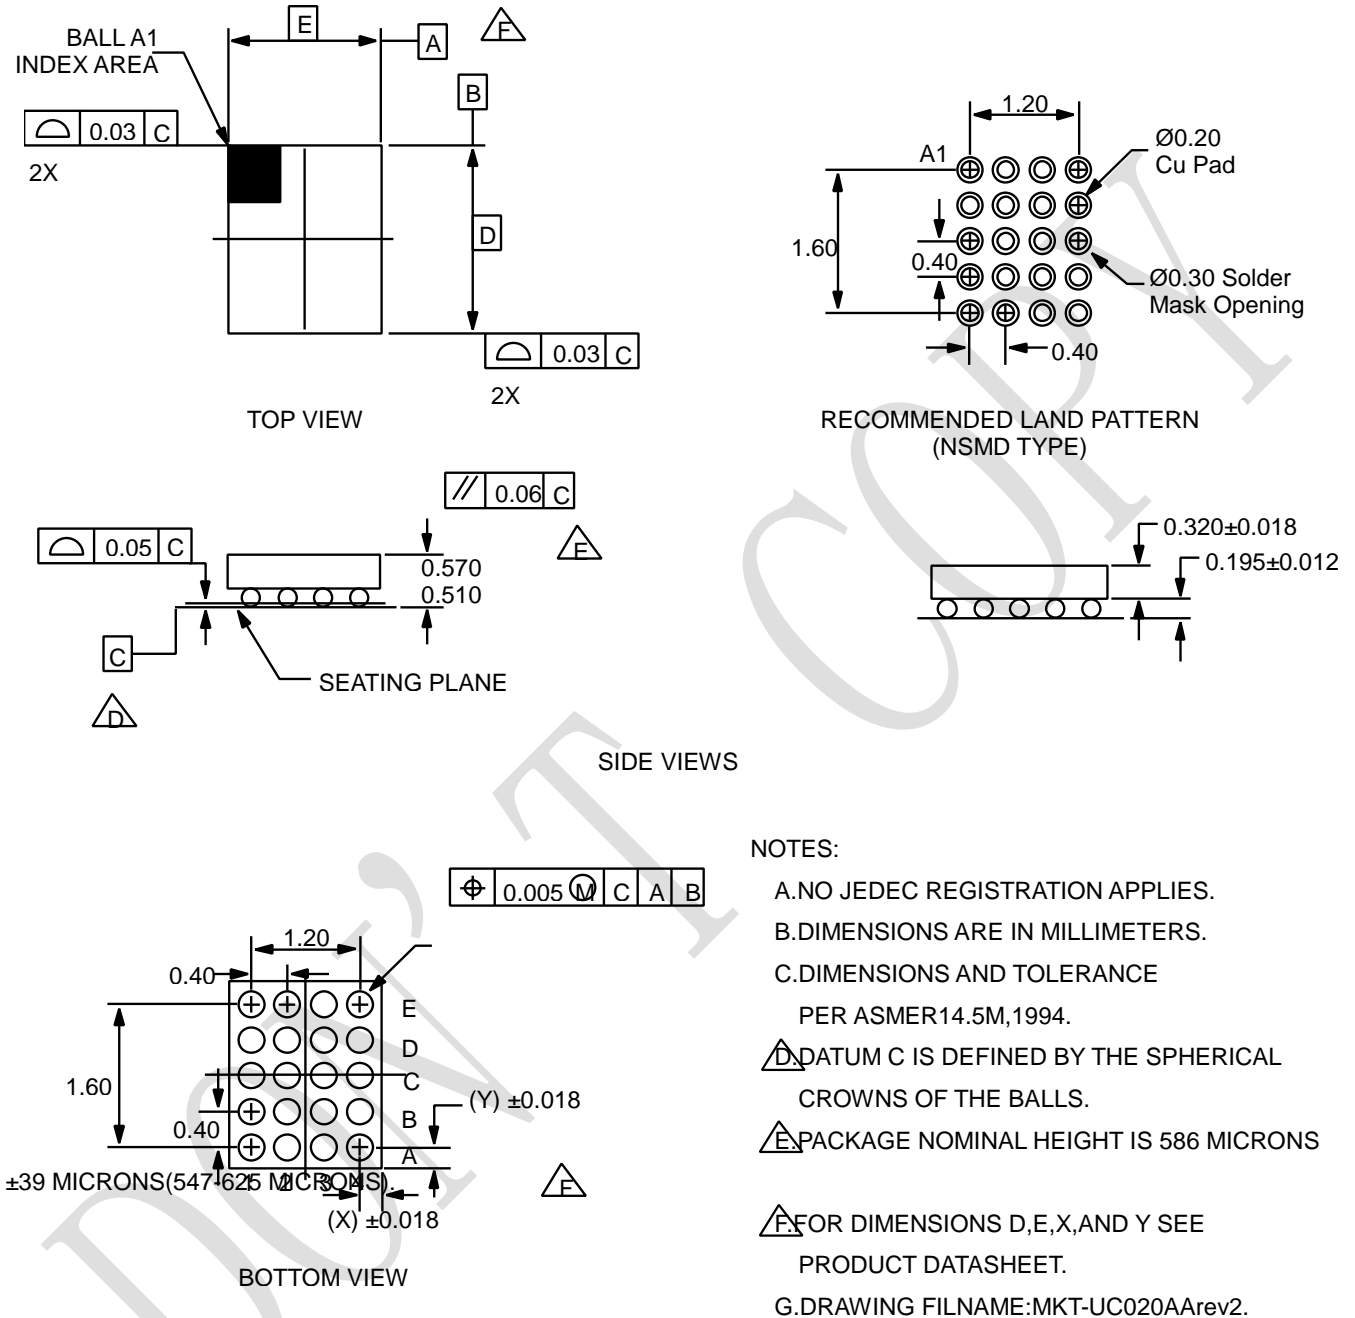 E
A
F
BALL A1
INDEX AREA
B
0.03 C
2X
D
0.03 C
2X
TOP VIEW
1.20
A1
Ø0.20
Cu Pad
1.60
0.40
Ø0.30 Solder
Mask Opening
0.40
RECOMMENDED LAND PATTERN
(NSMD TYPE)
0.06 C
0.05 C
E
0.570
0.510
C
SEATING PLANE
D
0.320±0.018
0.195±0.012
SIDE VIEWS
0.005 M C A B
1.20
0.40
E
D
C
B
A
1.60
0.40
(Y) ±0.018
1 2 3 4
±39 MICRONS(547-625 MICRONS).
F
(X) ±0.018
BOTTOM VIEW
NOTES:
A.NO JEDEC REGISTRATION APPLIES.
B.DIMENSIONS ARE IN MILLIMETERS.
C.DIMENSIONS AND TOLERANCE
PER ASMER14.5M,1994.
D.DATUM C IS DEFINED BY THE SPHERICAL
CROWNS OF THE BALLS.
E.PACKAGE NOMINAL HEIGHT IS 586 MICRONS
F.FOR DIMENSIONS D,E,X,AND Y SEE
PRODUCT DATASHEET.
G.DRAWING FILNAME:MKT-UC020AArev2.
DON'T COPY